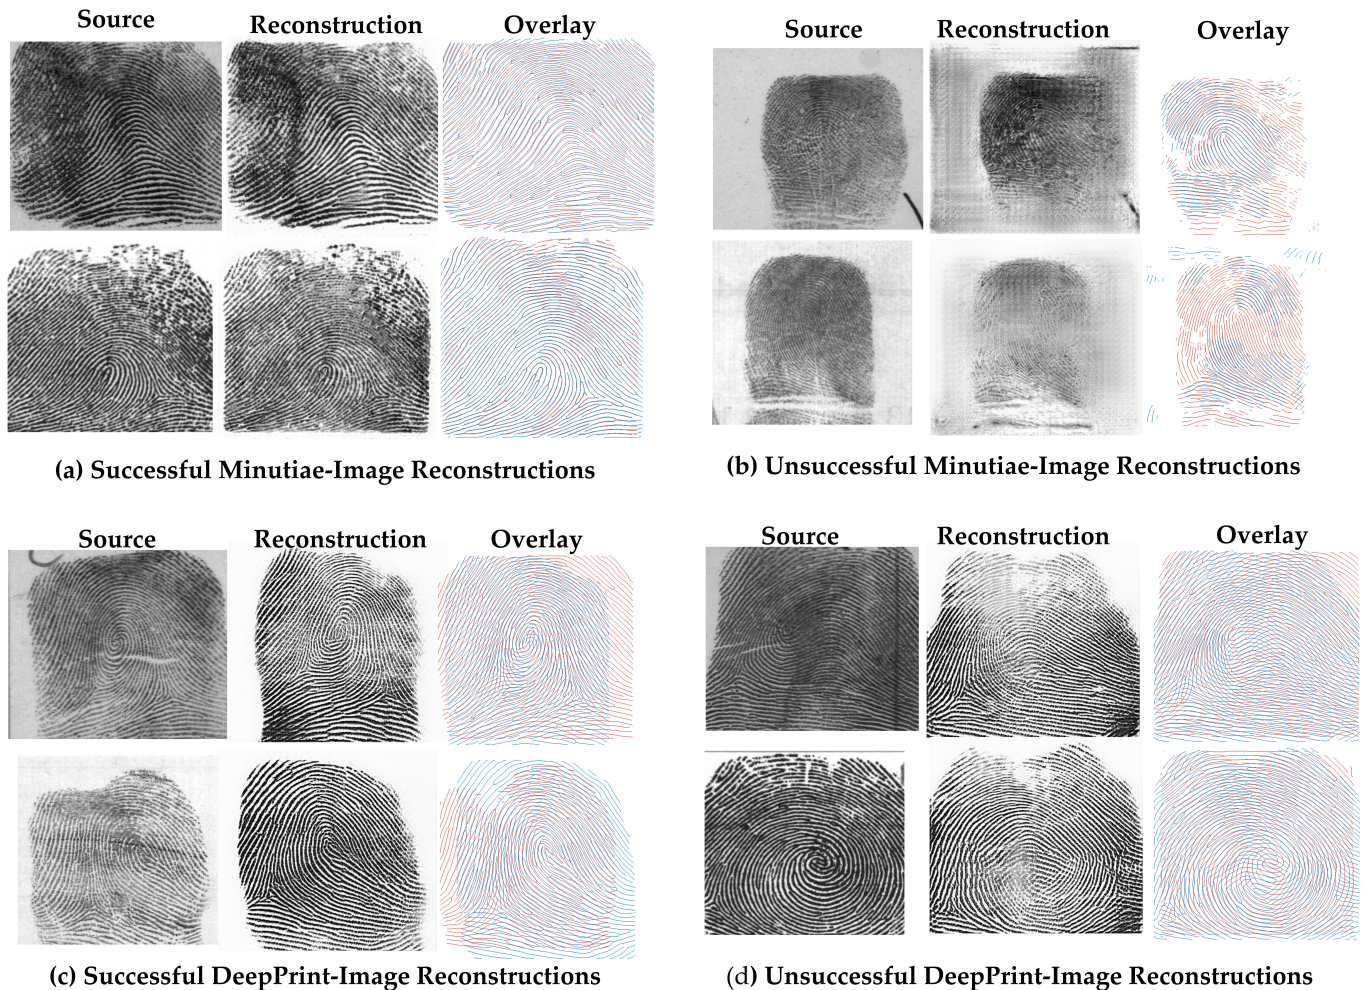 Source Reconstruction Overlay
Source Reconstruction Overlay
(a) Successful Minutiae-Image Reconstructions
(b) Unsuccessful Minutiae-Image Reconstructions
Source Reconstruction Overlay
Source Reconstruction Overlay
(c) Successful DeepPrint-Image Reconstructions
(d) Unsuccessful DeepPrint-Image Reconstructions